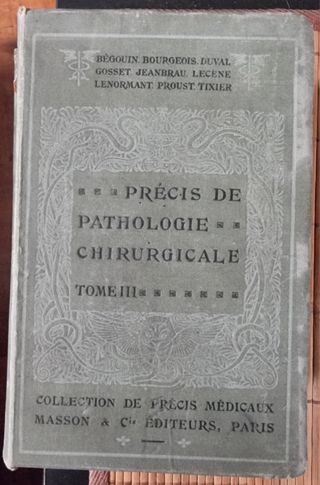 BÉGOUIN. BOURGEOIS. DUVAL
GOSSET. JEANBRAU. LECÈNE
LENORMANT. PROUST. TIXIER
PRÉCIS DE
PATHOLOGIE
CHIRURGICALE
TOME III
COLLECTION DE PRÉCIS MÉDICAUX
MASSON & Cie ÉDITEURS, PARIS